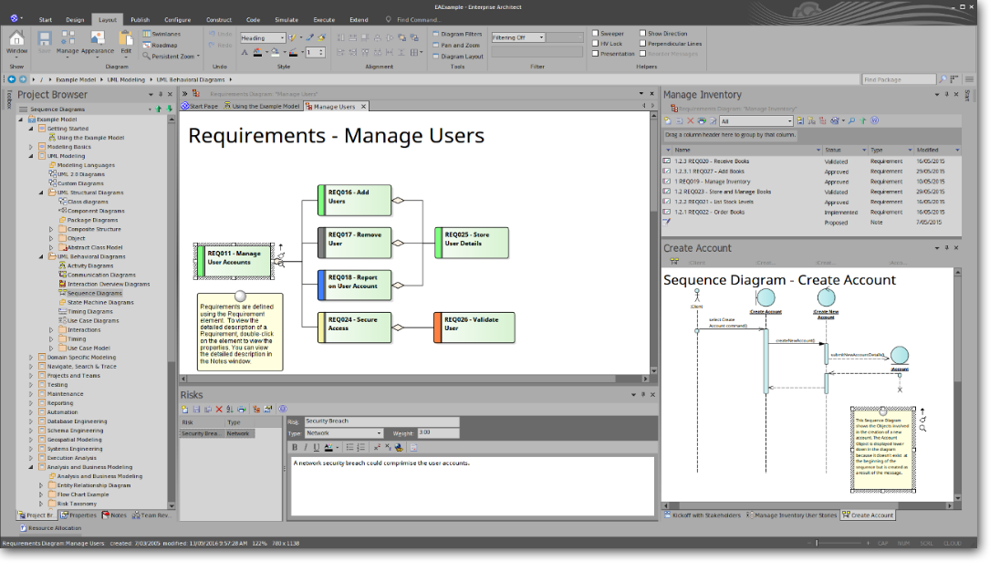 EAExample - Enterprise Architect
Start Design Layout Publish Configure Construct Code Simulate Execute Extend Find Command...
Window Save Manage Appearance Edit
Swimlanes
Roadmap
Persistent Zoom
Undo
Redo
Heading
Diagram Filters
Pan and Zoom
Diagram Layout
Filtering Off
Sweeper
HV Lock
Presentation
Show Direction
Perpendicular Lines
Reorder Messages
Show Diagram Undo Style Alignment Tools Filter Helpers
/ Example Model UML Modeling UML Behavioral Diagrams
Find Package
Toolbox
Project Browser
Sequence Diagrams
Example Model
Getting Started
Using the Example Model
Modeling Basics
UML Modeling
Modeling Languages
UML 2.0 Diagrams
Custom Diagrams
UML Structural Diagrams
Class diagrams
Component Diagrams
Package Diagrams
Composite Structure
Object
Abstract Class Model
UML Behavioral Diagrams
Activity Diagrams
Communication Diagrams
Interaction Overview Diagrams
Sequence Diagrams
State Machine Diagrams
Timing Diagrams
Use Case Diagrams
Interactions
Timing
Use Case Model
Domain Specific Modeling
Navigate, Search & Trace
Projects and Teams
Testing
Maintenance
Reporting
Automation
Database Engineering
Schema Engineering
Geospatial Modeling
Systems Engineering
Execution Analysis
Analysis and Business Modeling
Analysis and Business Modeling
Entity Relationship Diagram
Flow Chart Example
Risk Taxonomy
Project Br... Properties Notes Team Rev...
Resource Allocation
Requirements Diagram: "Manage Users"
Start Page Using the Example Model Manage Users
Requirements - Manage Users
REQ016 - Add
Users
REQ017 - Remove
User
REQ025 - Store
User Details
REQ011 - Manage
User Accounts
REQ018 - Report
on User Account
REQ024 - Secure
Access
REQ026 - Validate
User
Requirements are defined
using the Requirement
element. To view the
detailed description of a
Requirement, double-click
on the element to view the
properties. You can view
the detailed description in
the Notes window.
Risks
Risk Type
Security Brea... Network
Risk: Security Breach
Type: Network Weight: 3.00
B I U
A network security breach could comprimise the user accounts.
Manage Inventory
Requirements Diagram: "Manage Inventory"
All
Drag a column header here to group by that column.
Name Status Type Modified
1.2.3 REQ020 - Receive Books Validated Requirement 16/05/2015
1.2.3.1 REQ027 - Add Books Approved Requirement 29/05/2015
1 REQ019 - Manage Inventory Approved Requirement 10/05/2015
1.2 REQ023 - Store and Manage Books Validated Requirement 29/05/2015
1.2.2 REQ021 - List Stock Levels Approved Requirement 16/05/2015
1.2.1 REQ022 - Order Books Implemented Requirement 16/05/2015
Proposed Note 7/05/2015
Start
Create Account
:Client :Crea... :Crea... :Acc...
Sequence Diagram - Create Account
:Client
:Create Account
:Create New
Account
select Create
Account command()
createNewAccount()
submitNewAccountDetails()
:Account
This Sequence Diagram
shows the Objects involved
in the creation of a new
account. The Account
Object is displayed lower
down in the diagram
because it doesn't exist at
the beginning of the
sequence but is created as
a result of the message.
Kickoff with Stakeholders Manage Inventory User Stories Create Account
Requirements Diagram:Manage Users: created: 7/03/2005 modified: 13/09/2016 9:57:28 AM 122% 780 x 1138
CAP NUM SCRL CLOUD